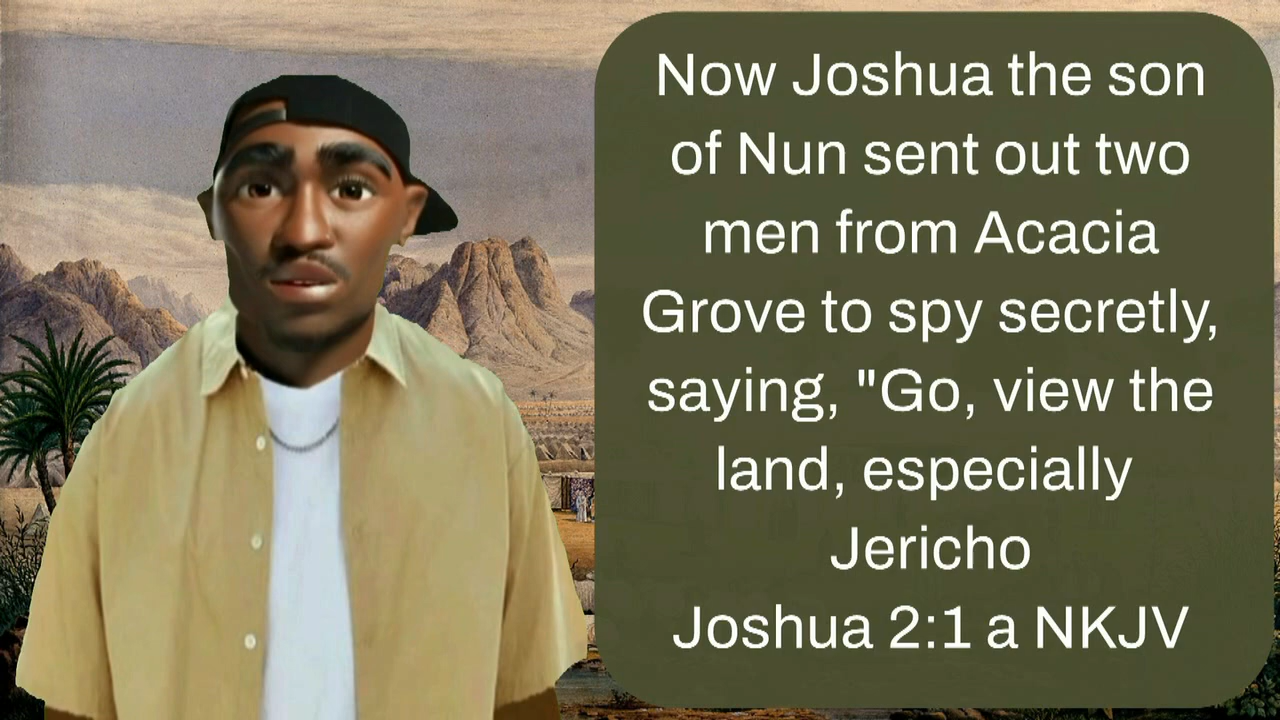 Now Joshua the son
of Nun sent out two
men from Acacia
Grove to spy secretly,
saying, "Go, view the
land, especially
Jericho
Joshua 2:1 a NKJV